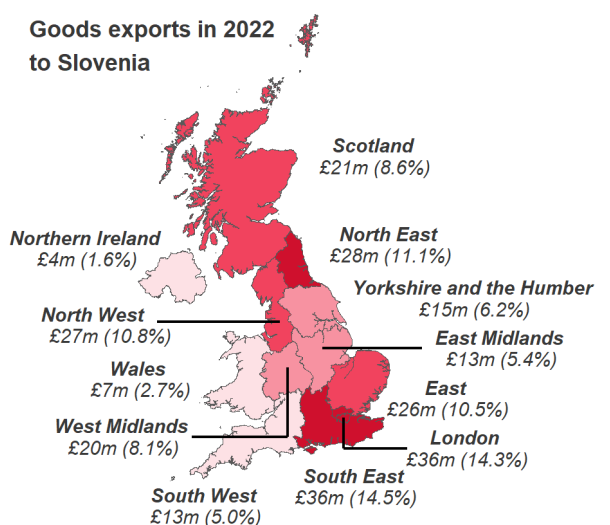 Goods exports in 2022
to Slovenia
Scotland
£21m (8.6%)
Northern Ireland
£4m (1.6%)
North East
£28m (11.1%)
Yorkshire and the Humber
£15m (6.2%)
North West
£27m (10.8%)
East Midlands
£13m (5.4%)
Wales
£7m (2.7%)
East
£26m (10.5%)
West Midlands
£20m (8.1%)
London
£36m (14.3%)
South East
£36m (14.5%)
South West
£13m (5.0%)